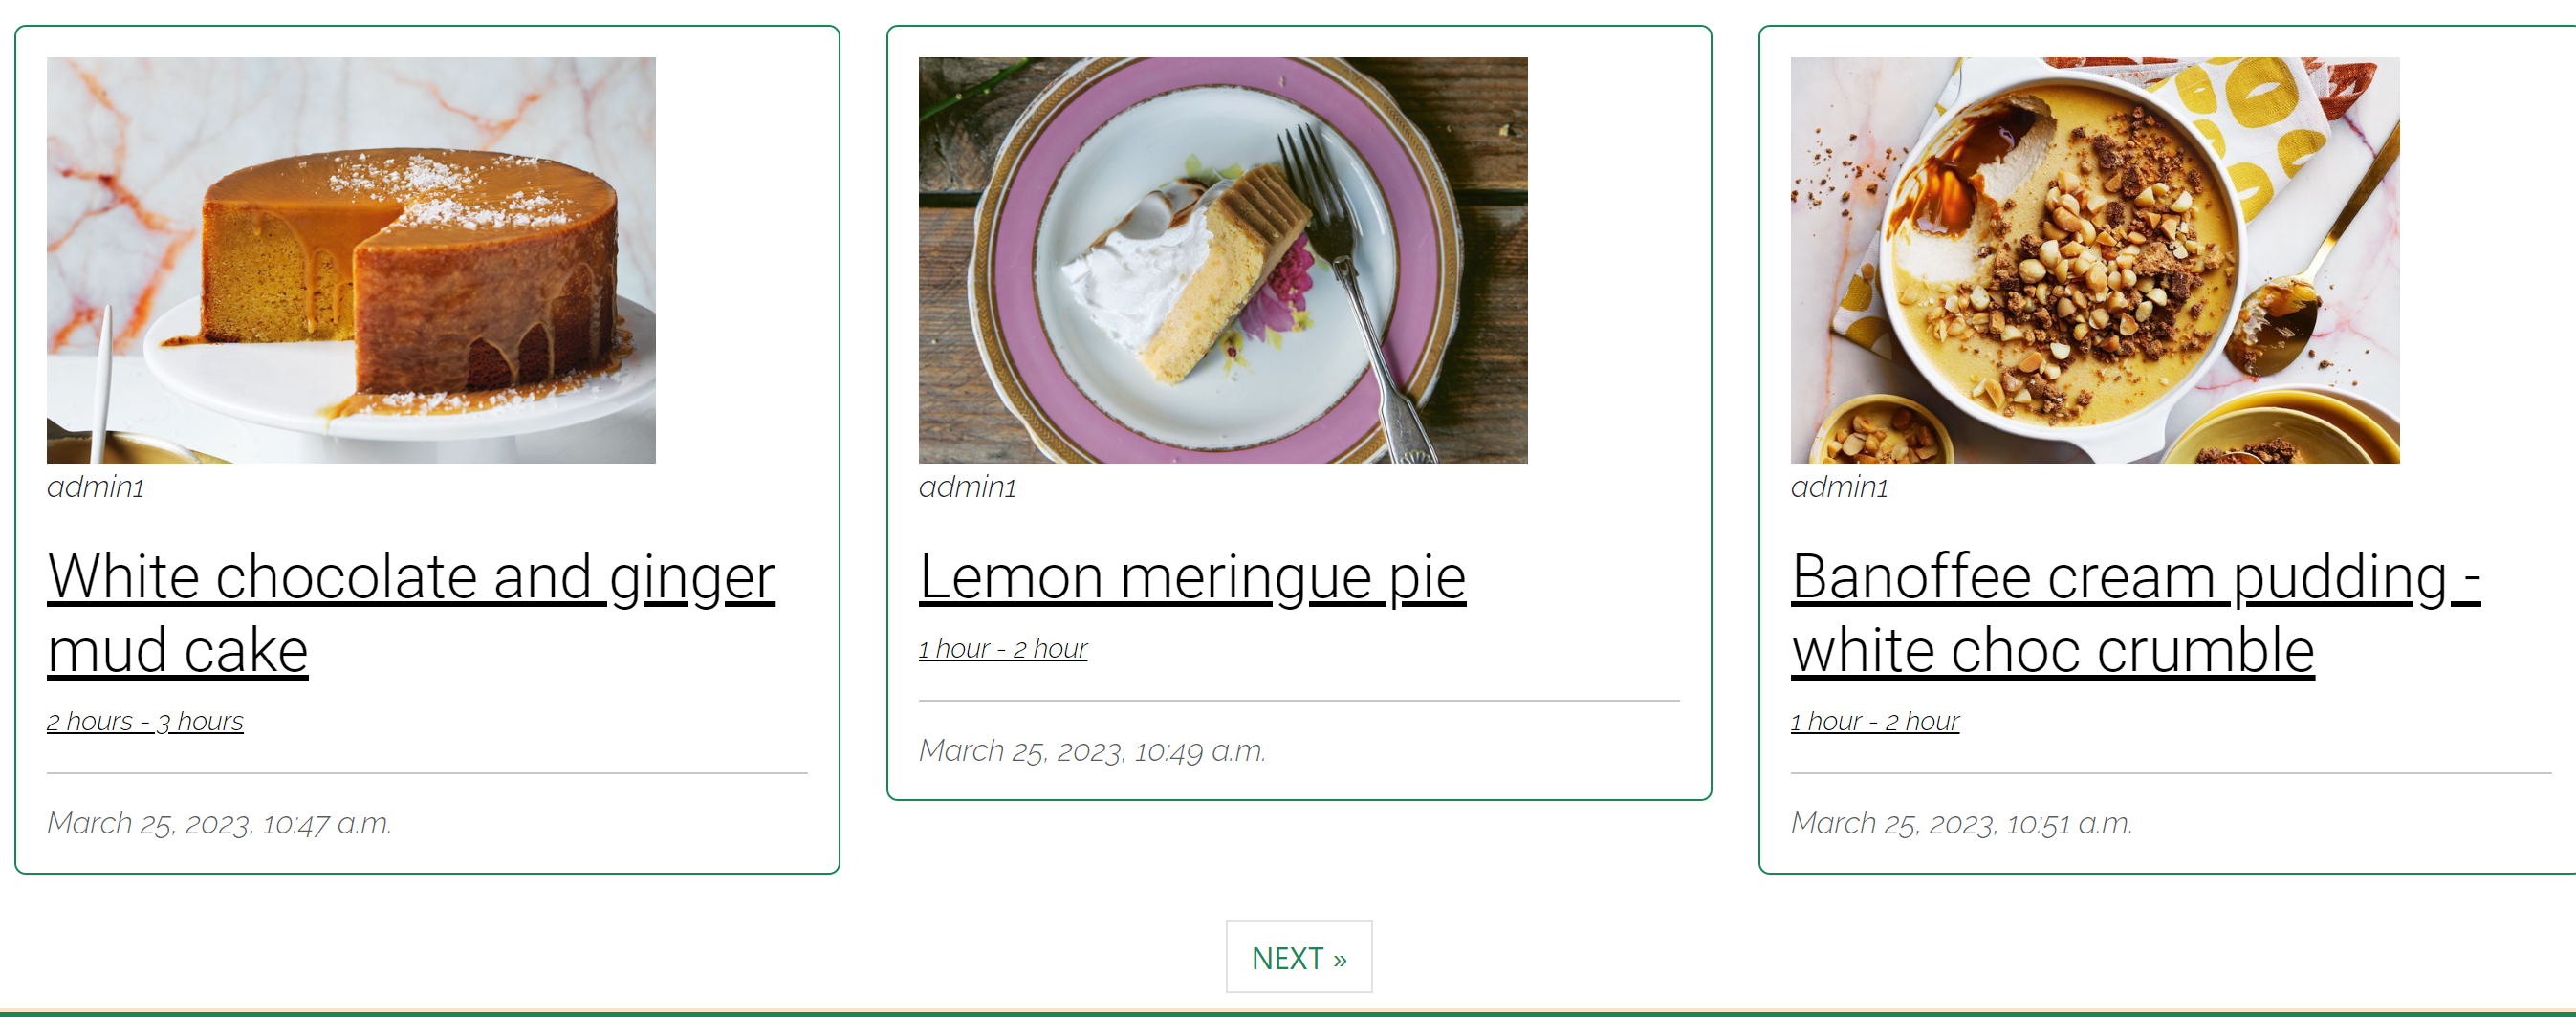 admin1
White chocolate and ginger
mud cake
2 hours - 3 hours
March 25, 2023, 10:47 a.m.
admin1
Lemon meringue pie
1 hour - 2 hour
March 25, 2023, 10:49 a.m.
admin1
Banoffee cream pudding -
white choc crumble
1 hour - 2 hour
March 25, 2023, 10:51 a.m.
NEXT »